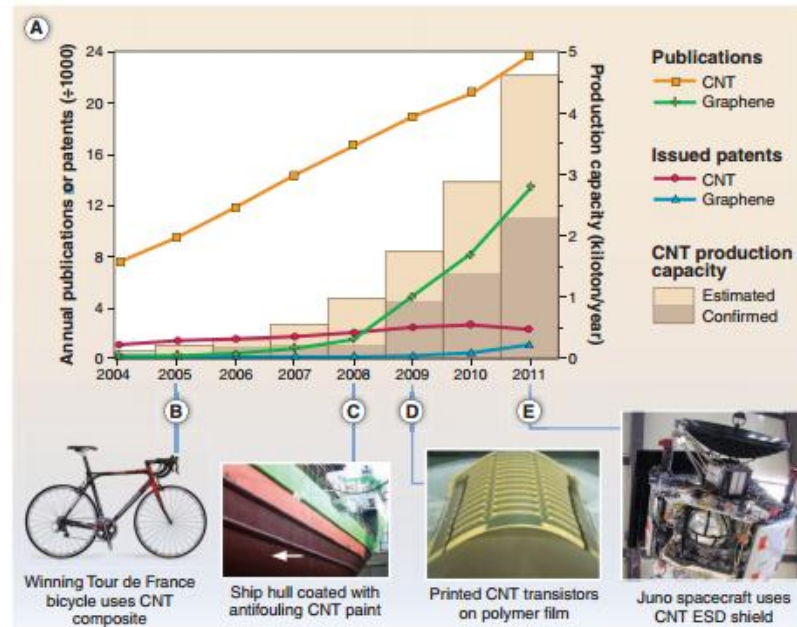 A
Annual publications or patents (÷1000)
24
20
16
12
8
4
0
5
4
3
2
1
0
Production capacity (kiloton/year)
2004 2005 2006 2007 2008 2009 2010 2011
Publications
CNT
Graphene
Issued patents
CNT
Graphene
CNT production
capacity
Estimated
Confirmed
B
C
D
E
Winning Tour de France
bicycle uses CNT
composite
Ship hull coated with
antifouling CNT paint
Printed CNT transistors
on polymer film
Juno spacecraft uses
CNT ESD shield